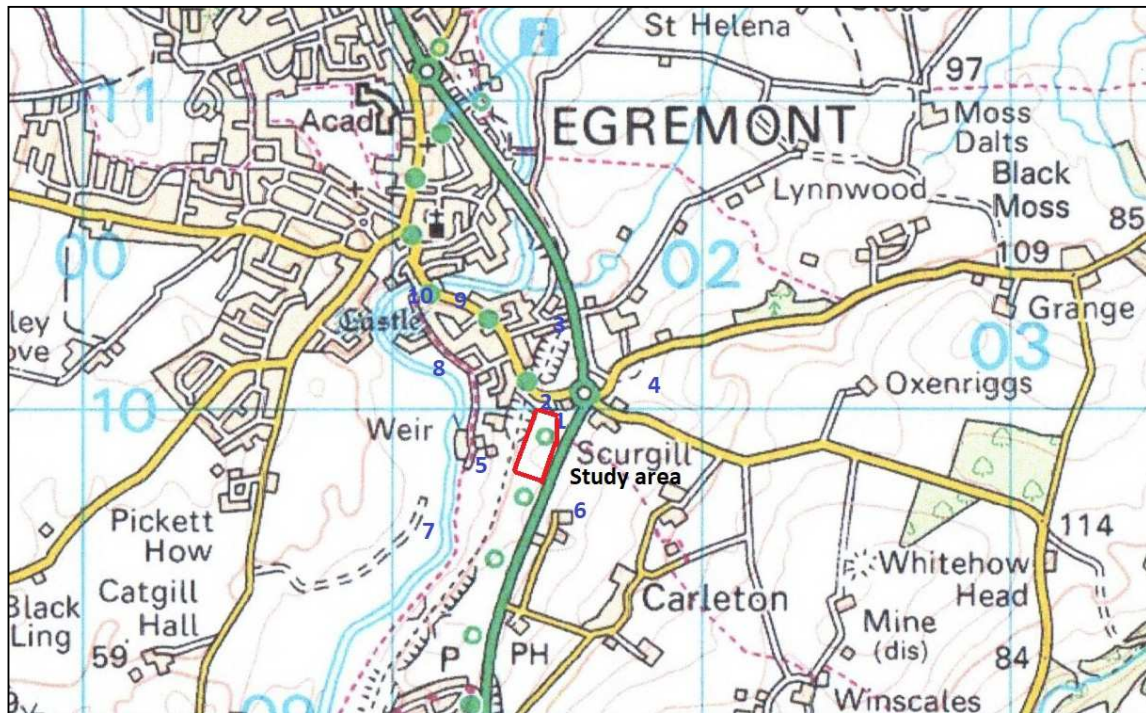 St Helena
97
11
Acad
EGREMONT
Moss
Dalts
Lynnwood
Black
Moss
85
00
02
109
Grange
10
9
Castle
3
03
ley
ove
8
4
Oxenriggs
10
2
1
Weir
Scurgill
5
Study area
6
Pickett
How
7
114
Whitehow
Head
Catgill
Hall
Black
Ling
Carleton
Mine
(dis)
59
P
PH
84
Winscales